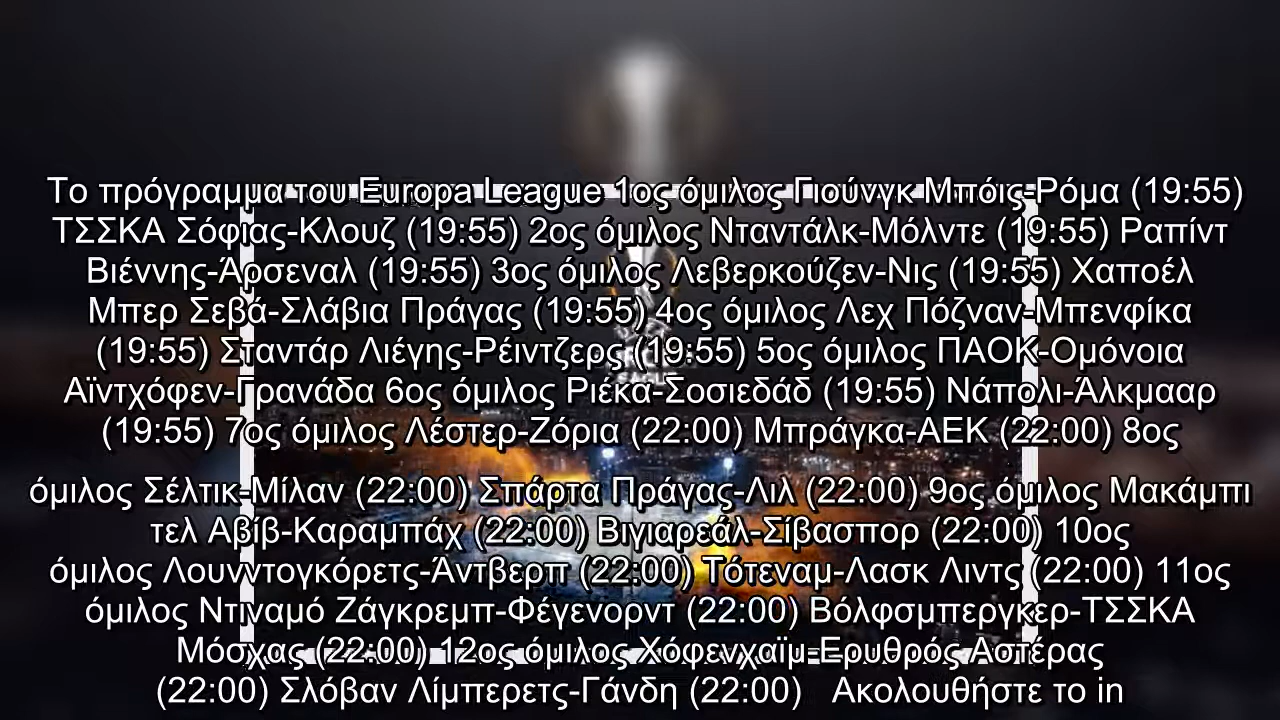 Το πρόγραμμα του Europa League 1ος όμιλος Γιούνγκ Μπόις-Ρόμα (19:55)
ΤΣΣΚΑ Σόφιας-Κλουζ (19:55) 2ος όμιλος Νταντάλκ-Μόλντε (19:55) Ραπίντ
Βιέννης-Άρσεναλ (19:55) 3ος όμιλος Λεβερκούζεν-Νις (19:55) Χαποέλ
Μπερ Σεβά-Σλάβια Πράγας (19:55) 4ος όμιλος Λεχ Πόζναν-Μπενφίκα
(19:55) Σταντάρ Λιέγης-Ρέιντζερς (19:55) 5ος όμιλος ΠΑΟΚ-Ομόνοια
Αϊντχόφεν-Γρανάδα 6ος όμιλος Ριέκα-Σοσιεδάδ (19:55) Νάπολι-Άλκμααρ
(19:55) 7ος όμιλος Λέστερ-Ζόρια (22:00) Μπράγκα-ΑΕΚ (22:00) 8ος
όμιλος Σέλτικ-Μίλαν (22:00) Σπάρτα Πράγας-Λιλ (22:00) 9ος όμιλος Μακάμπι
τελ Αβίβ-Καραμπάχ (22:00) Βιγιαρεάλ-Σίβασπορ (22:00) 10ος
όμιλος Λουνντογκόρετς-Άντβερπ (22:00) Τότεναμ-Λασκ Λιντς (22:00) 11ος
όμιλος Ντιναμό Ζάγκρεμπ-Φέγενορντ (22:00) Βόλφσμπεργκερ-ΤΣΣΚΑ
Μόσχας (22:00) 12ος όμιλος Χόφενχαϊμ-Ερυθρός Αστέρας
(22:00) Σλόβαν Λίμπερετς-Γάνδη (22:00) Ακολουθήστε το in